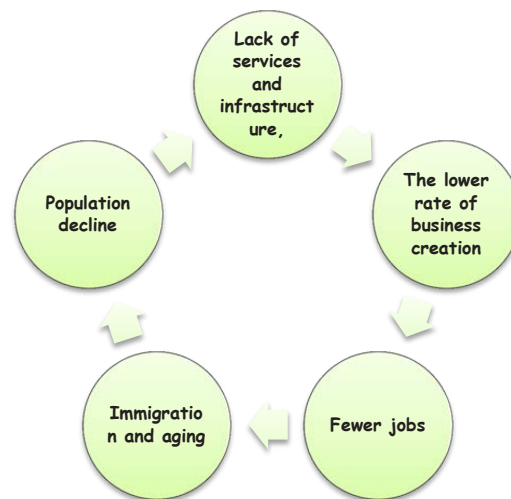 Lack of
services
and
infrastruct
ure,
The lower
rate of
business
creation
Fewer jobs
Immigratio
n and aging
Population
decline